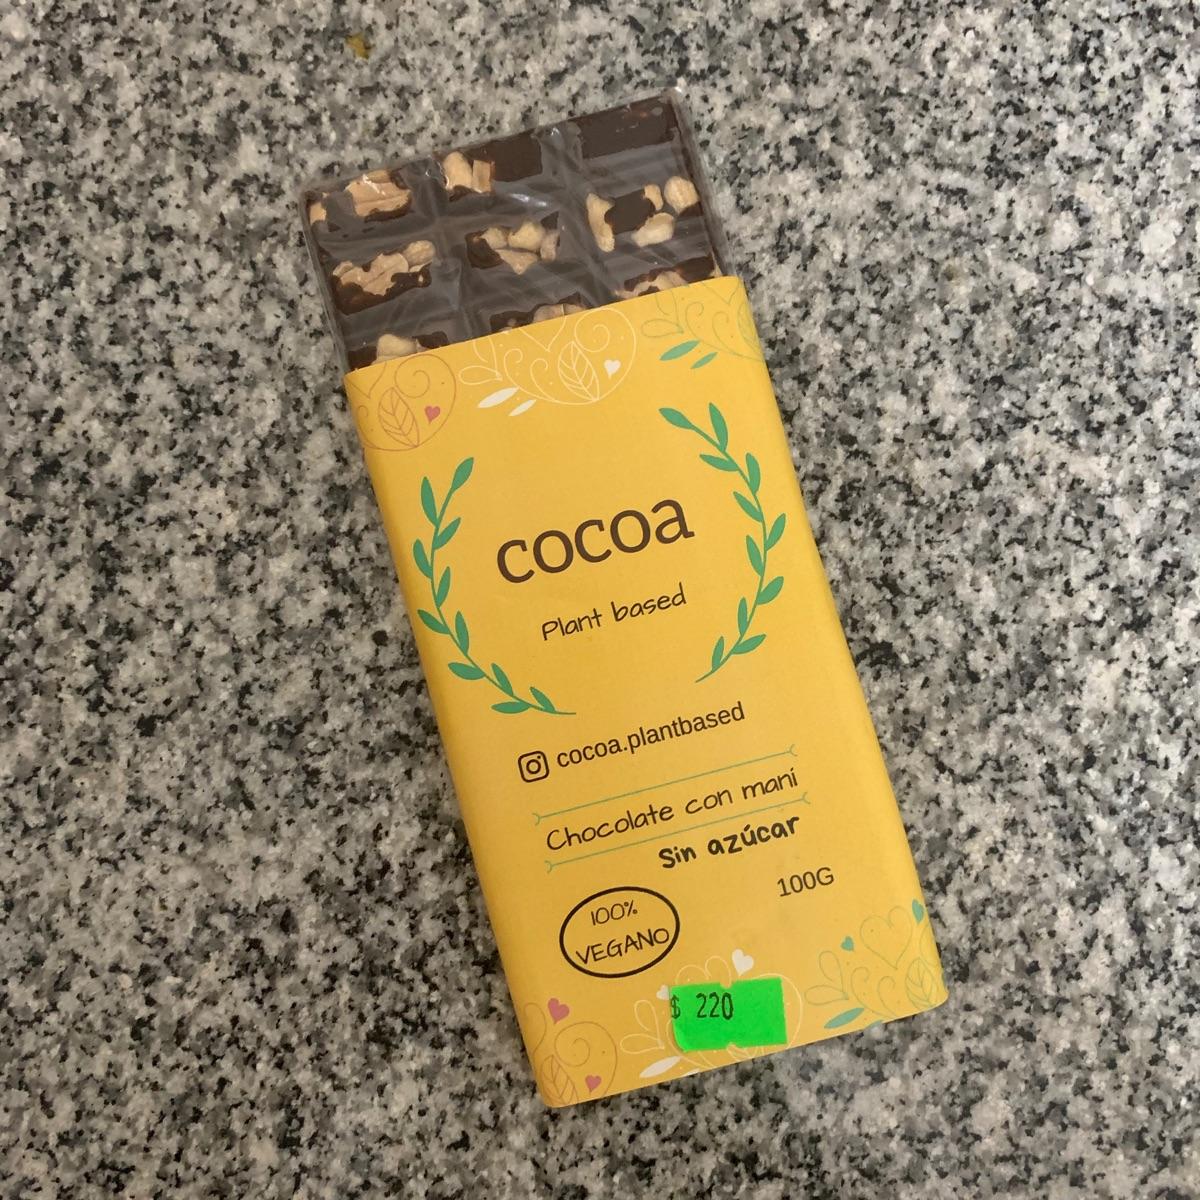 cocoa
Plant based
cocoa.plantbased
Chocolate con maní
Sin azúcar
100G
100%
VEGANO
$ 220